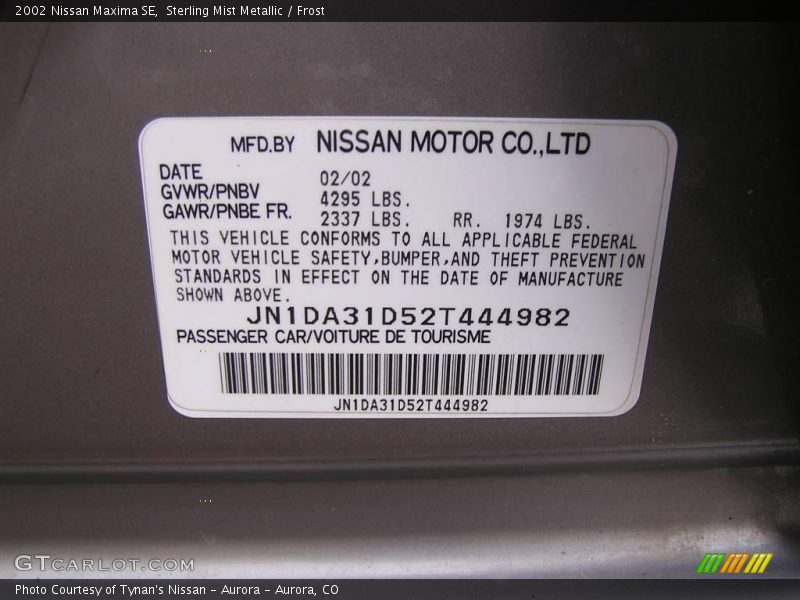 2002 Nissan Maxima SE,  Sterling Mist Metallic / Frost
MFD.BY NISSAN MOTOR CO.,LTD
DATE 02/02
GVWR/PNBV 4295 LBS.
GAWR/PNBE FR. 2337 LBS. RR. 1974 LBS.
THIS VEHICLE CONFORMS TO ALL APPLICABLE FEDERAL
MOTOR VEHICLE SAFETY,BUMPER,AND THEFT PREVENTION
STANDARDS IN EFFECT ON THE DATE OF MANUFACTURE
SHOWN ABOVE.
JN1DA31D52T444982
PASSENGER CAR/VOITURE DE TOURISME
JN1DA31D52T444982
GTCARLOT.COM
Photo Courtesy of Tynan's Nissan - Aurora - Aurora, CO